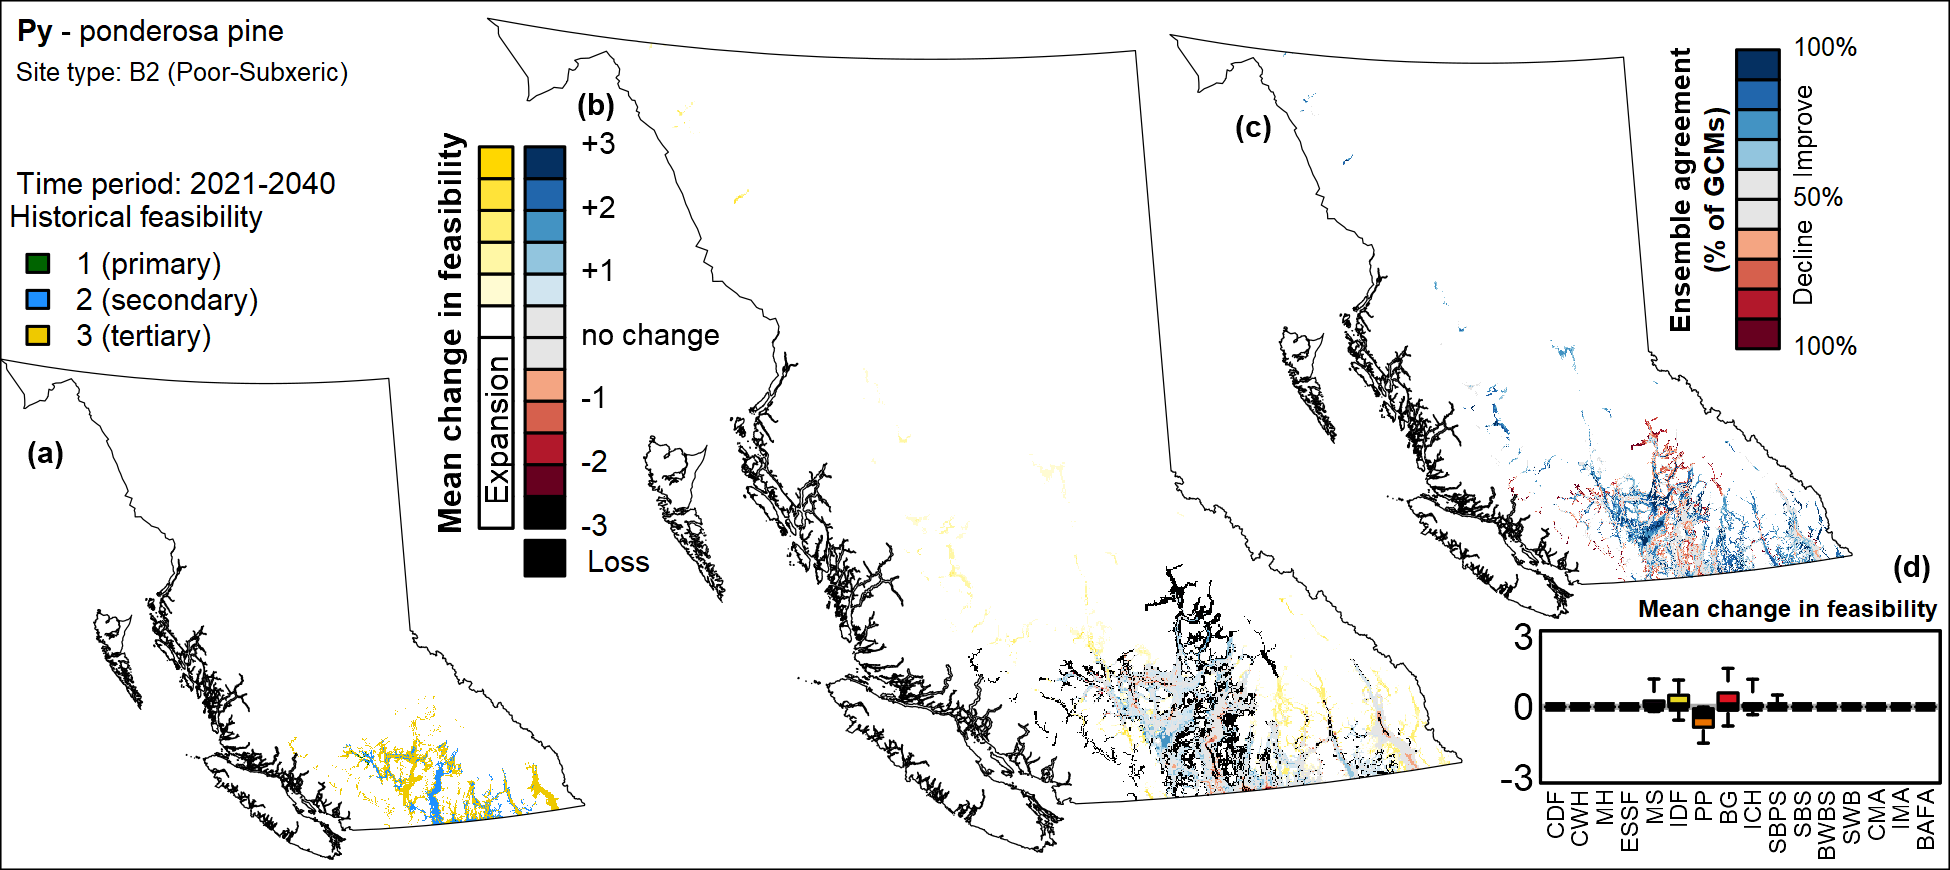 Py - ponderosa pine
Site type: B2 (Poor-Subxeric)
Time period: 2021-2040
Historical feasibility
1 (primary)
2 (secondary)
3 (tertiary)
(a)
(b)
Mean change in feasibility
Expansion
+3
+2
+1
no change
-1
-2
-3
Loss
(c)
Ensemble agreement
(% of GCMs)
100%
Improve
50%
Decline
100%
(d)
Mean change in feasibility
3
0
-3
CDF
CWH
MH
ESSF
MS
IDF
PP
BG
ICH
SBPS
SBS
BWBS
SWB
CMA
IMA
BAFA